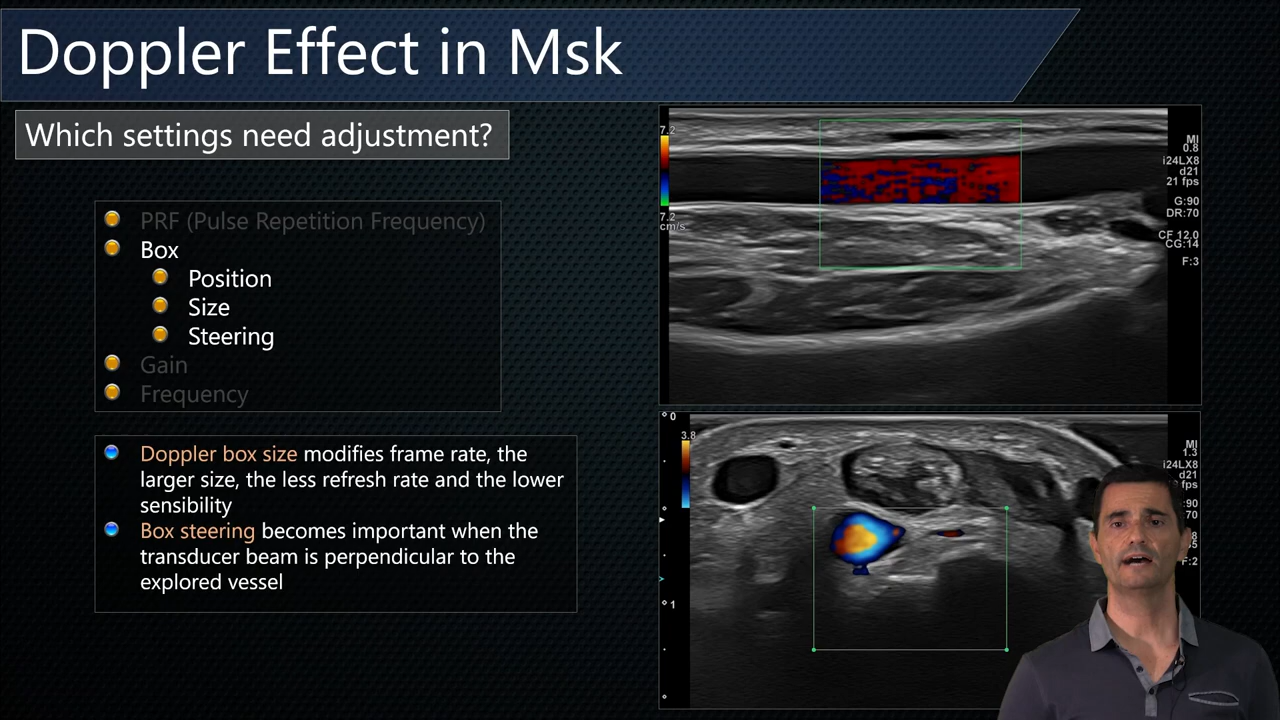 Doppler Effect in Msk
Which settings need adjustment?
PRF (Pulse Repetition Frequency)
Box
Position
Size
Steering
Gain
Frequency
Doppler box size modifies frame rate, the
larger size, the less refresh rate and the lower
sensibility
Box steering becomes important when the
transducer beam is perpendicular to the
explored vessel
7.2
7.2
cm/s
MI
0.8
i24LX8
d21
21 fps
G:90
DR:70
CF 12.0
CG:14
F:3
0
3.8
1
MI
1.3
i24LX8
d21
fps
:90
70
F:2